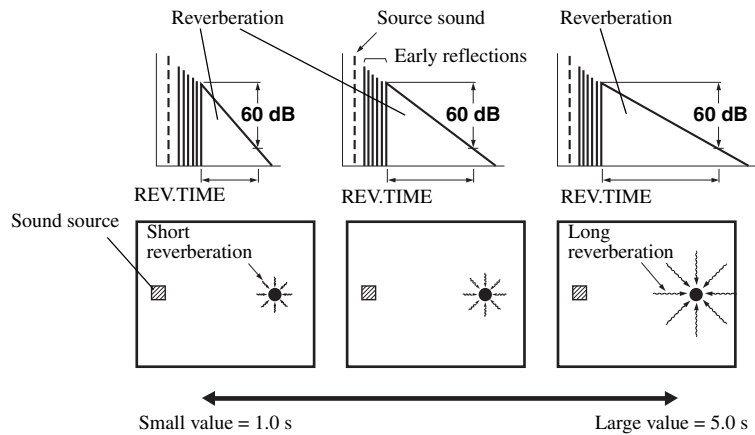 Reverberation
Source sound
Reverberation
Early reflections
60 dB
60 dB
60 dB
REV.TIME
REV.TIME
REV.TIME
Sound source
Short
reverberation
Long
reverberation
Small value = 1.0 s
Large value = 5.0 s